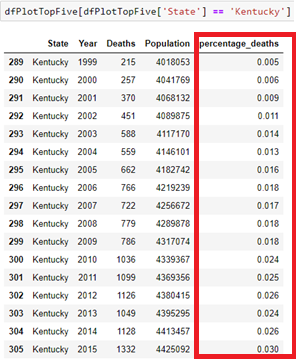 dfPlotTopFive[dfPlotTopFive['State'] == 'Kentucky']
State Year Deaths Population percentage_deaths
289 Kentucky 1999 215 4018053 0.005
290 Kentucky 2000 257 4041769 0.006
291 Kentucky 2001 370 4068132 0.009
292 Kentucky 2002 451 4089875 0.011
293 Kentucky 2003 588 4117170 0.014
294 Kentucky 2004 559 4146101 0.013
295 Kentucky 2005 662 4182742 0.016
296 Kentucky 2006 766 4219239 0.018
297 Kentucky 2007 722 4256672 0.017
298 Kentucky 2008 779 4289878 0.018
299 Kentucky 2009 786 4317074 0.018
300 Kentucky 2010 1036 4339367 0.024
301 Kentucky 2011 1099 4369356 0.025
302 Kentucky 2012 1126 4380415 0.026
303 Kentucky 2013 1049 4395295 0.024
304 Kentucky 2014 1128 4413457 0.026
305 Kentucky 2015 1332 4425092 0.030